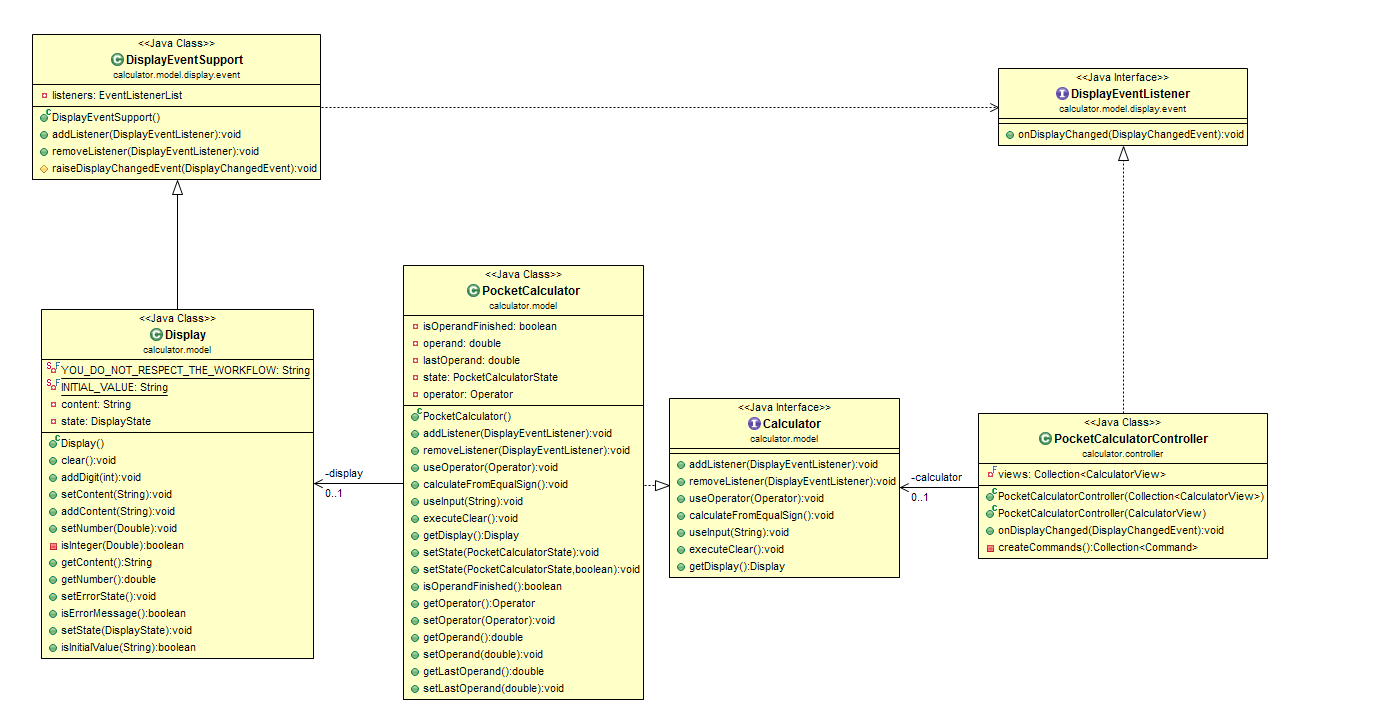 <<Java Class>>
DisplayEventSupport
calculator.model.display.event
listeners: EventListenerList
DisplayEventSupport()
addListener(DisplayEventListener):void
removeListener(DisplayEventListener):void
raiseDisplayChangedEvent(DisplayChangedEvent):void
<<Java Interface>>
DisplayEventListener
calculator.model.display.event
onDisplayChanged(DisplayChangedEvent):void
<<Java Class>>
Display
calculator.model
YOU_DO_NOT_RESPECT_THE_WORKFLOW: String
INITIAL_VALUE: String
content: String
state: DisplayState
Display()
clear():void
addDigit(int):void
setContent(String):void
addContent(String):void
setNumber(Double):void
isInteger(Double):boolean
getContent():String
getNumber():double
setErrorState():void
isErrorMessage():boolean
setState(DisplayState):void
isInitialValue(String):boolean
-display
0..1
<<Java Class>>
PocketCalculator
calculator.model
isOperandFinished: boolean
operand: double
lastOperand: double
state: PocketCalculatorState
operator: Operator
PocketCalculator()
addListener(DisplayEventListener):void
removeListener(DisplayEventListener):void
useOperator(Operator):void
calculateFromEqualSign():void
useInput(String):void
executeClear():void
getDisplay():Display
setState(PocketCalculatorState):void
setState(PocketCalculatorState,boolean):void
isOperandFinished():boolean
getOperator():Operator
setOperator(Operator):void
getOperand():double
setOperand(double):void
getLastOperand():double
setLastOperand(double):void
<<Java Interface>>
Calculator
calculator.model
addListener(DisplayEventListener):void
removeListener(DisplayEventListener):void
useOperator(Operator):void
calculateFromEqualSign():void
useInput(String):void
executeClear():void
getDisplay():Display
-calculator
0..1
<<Java Class>>
PocketCalculatorController
calculator.controller
views: Collection<CalculatorView>
PocketCalculatorController(Collection<CalculatorView>)
PocketCalculatorController(CalculatorView)
onDisplayChanged(DisplayChangedEvent):void
createCommands():Collection<Command>